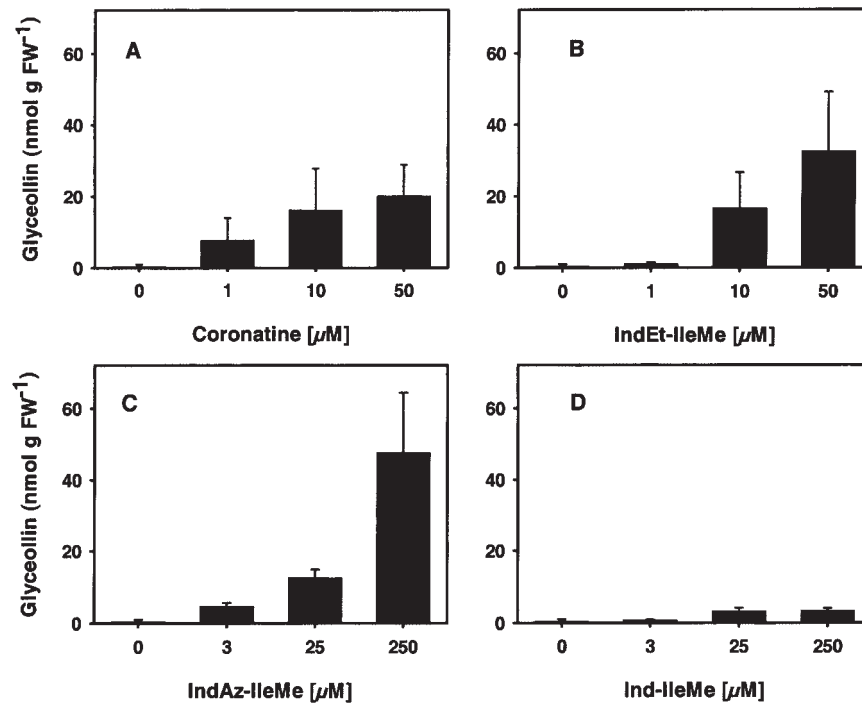 A
Glyceollin (nmol g FW⁻¹)
60
40
20
0
0 1 10 50
Coronatine [µM]
B
60
40
20
0
0 1 10 50
IndEt-IleMe [µM]
C
Glyceollin (nmol g FW⁻¹)
60
40
20
0
0 3 25 250
IndAz-IleMe [µM]
D
60
40
20
0
0 3 25 250
Ind-IleMe [µM]